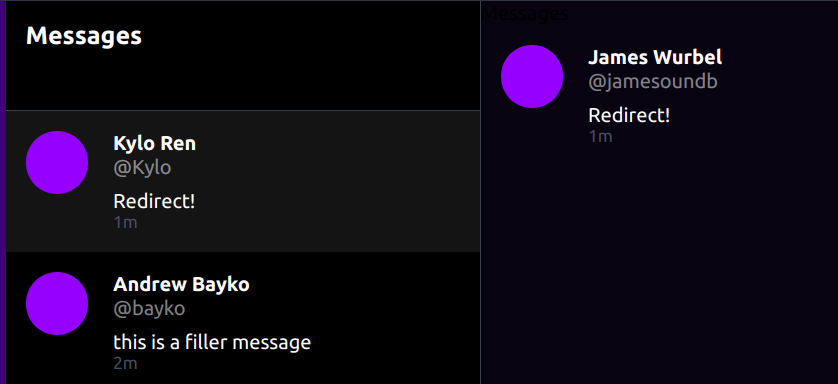 Messages
Kylo Ren
@Kylo
Redirect!
1m
Andrew Bayko
@bayko
this is a filler message
2m
Messages
James Wurbel
@jamesoundb
Redirect!
1m